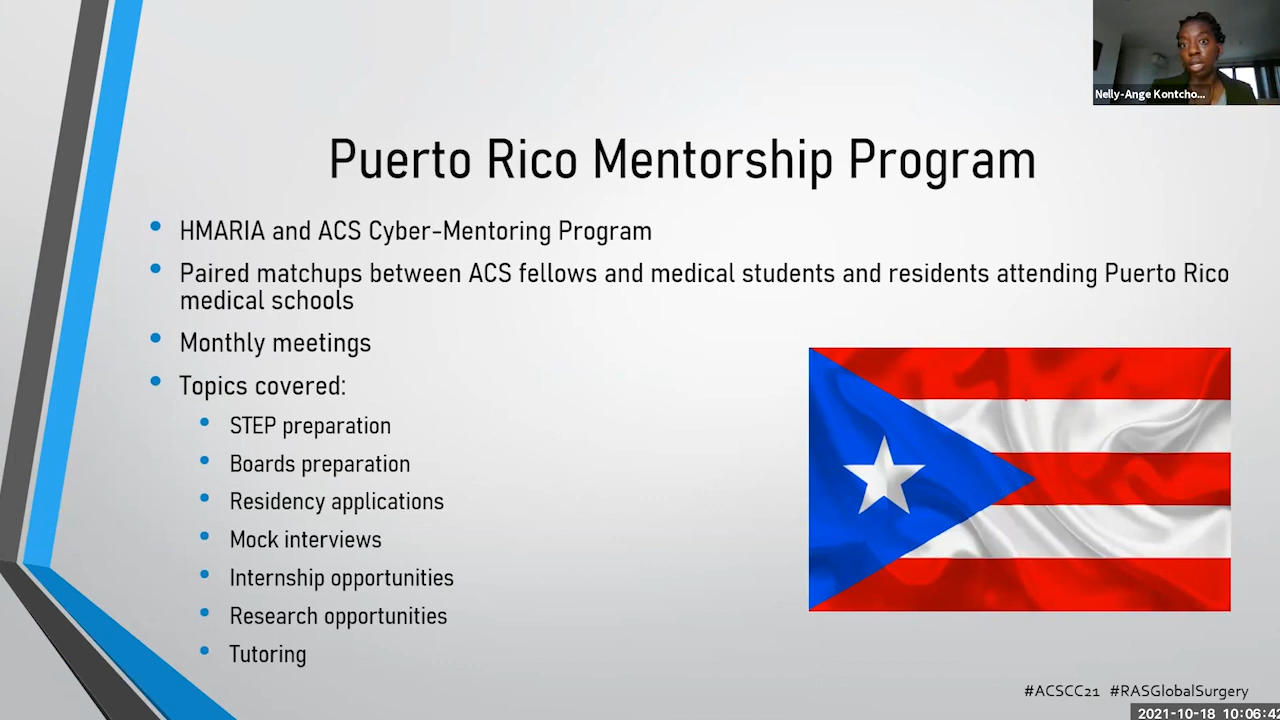 Nelly-Ange Kontcho...
Puerto Rico Mentorship Program
• HMARIA and ACS Cyber-Mentoring Program
• Paired matchups between ACS fellows and medical students and residents attending Puerto Rico
medical schools
• Monthly meetings
• Topics covered:
• STEP preparation
• Boards preparation
• Residency applications
• Mock interviews
• Internship opportunities
• Research opportunities
• Tutoring
#ACSCC21 #RASGlobalSurgery
2021-10-18 10:06:42